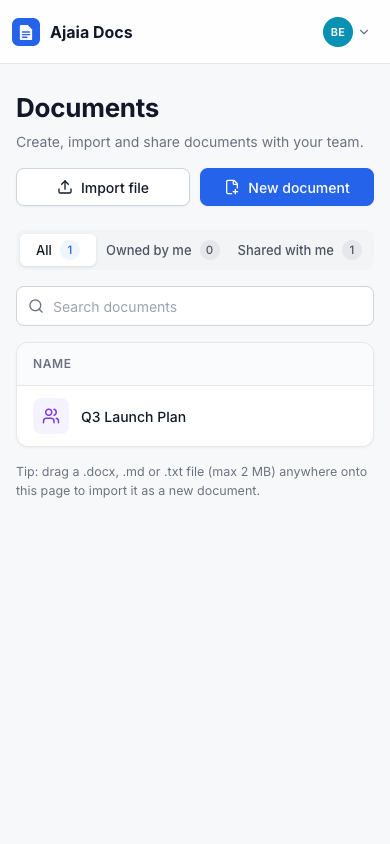 Ajaia Docs
BE
Documents
Create, import and share documents with your team.
Import file
New document
All 1
Owned by me 0
Shared with me 1
Search documents
NAME
Q3 Launch Plan
Tip: drag a .docx, .md or .txt file (max 2 MB) anywhere onto
this page to import it as a new document.